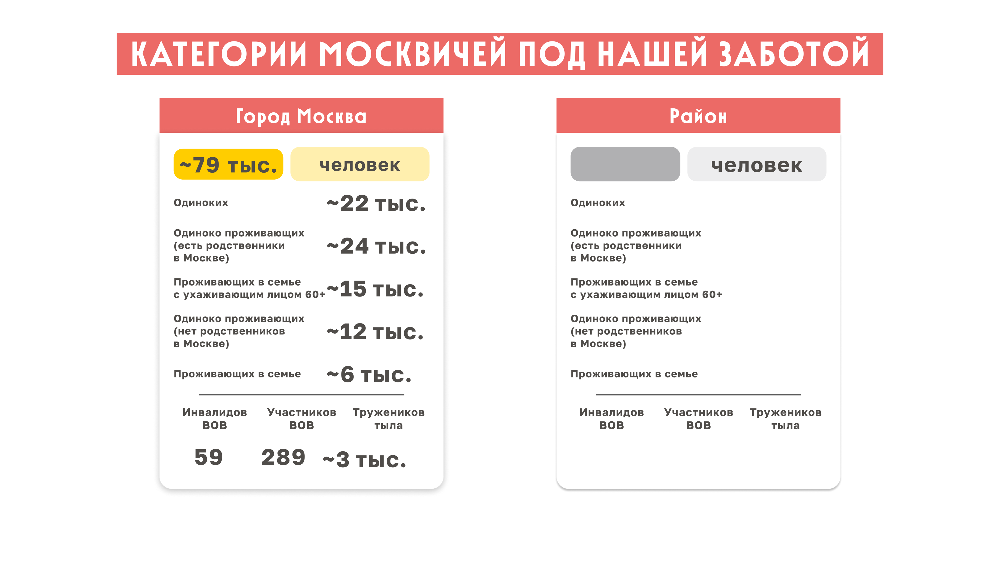 КАТЕГОРИИ МОСКВИЧЕЙ ПОД НАШЕЙ ЗАБОТОЙ
Город Москва
~79 тыс. человек
Одиноких ~22 тыс.
Одиноко проживающих
(есть родственники
в Москве)
~24 тыс.
Проживающих в семье
с ухаживающим лицом 60+
~15 тыс.
Одиноко проживающих
(нет родственников
в Москве)
~12 тыс.
Проживающих в семье ~6 тыс.
Инвалидов
ВОВ
Участников
ВОВ
Тружеников
тыла
59 289 ~3 тыс.
Район
человек
Одиноких
Одиноко проживающих
(есть родственники
в Москве)
Проживающих в семье
с ухаживающим лицом 60+
Одиноко проживающих
(нет родственников
в Москве)
Проживающих в семье
Инвалидов
ВОВ
Участников
ВОВ
Тружеников
тыла